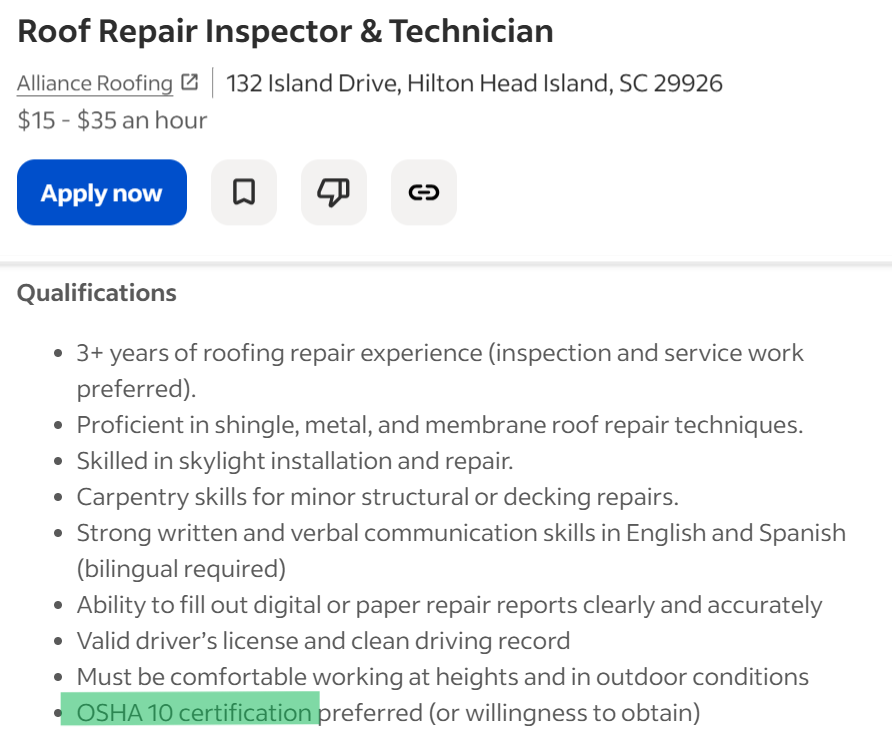 Roof Repair Inspector & Technician
Alliance Roofing | 132 Island Drive, Hilton Head Island, SC 29926
$15 - $35 an hour
Apply now
Qualifications
• 3+ years of roofing repair experience (inspection and service work
preferred).
• Proficient in shingle, metal, and membrane roof repair techniques.
• Skilled in skylight installation and repair.
• Carpentry skills for minor structural or decking repairs.
• Strong written and verbal communication skills in English and Spanish
(bilingual required)
• Ability to fill out digital or paper repair reports clearly and accurately
• Valid driver’s license and clean driving record
• Must be comfortable working at heights and in outdoor conditions
• OSHA 10 certification preferred (or willingness to obtain)